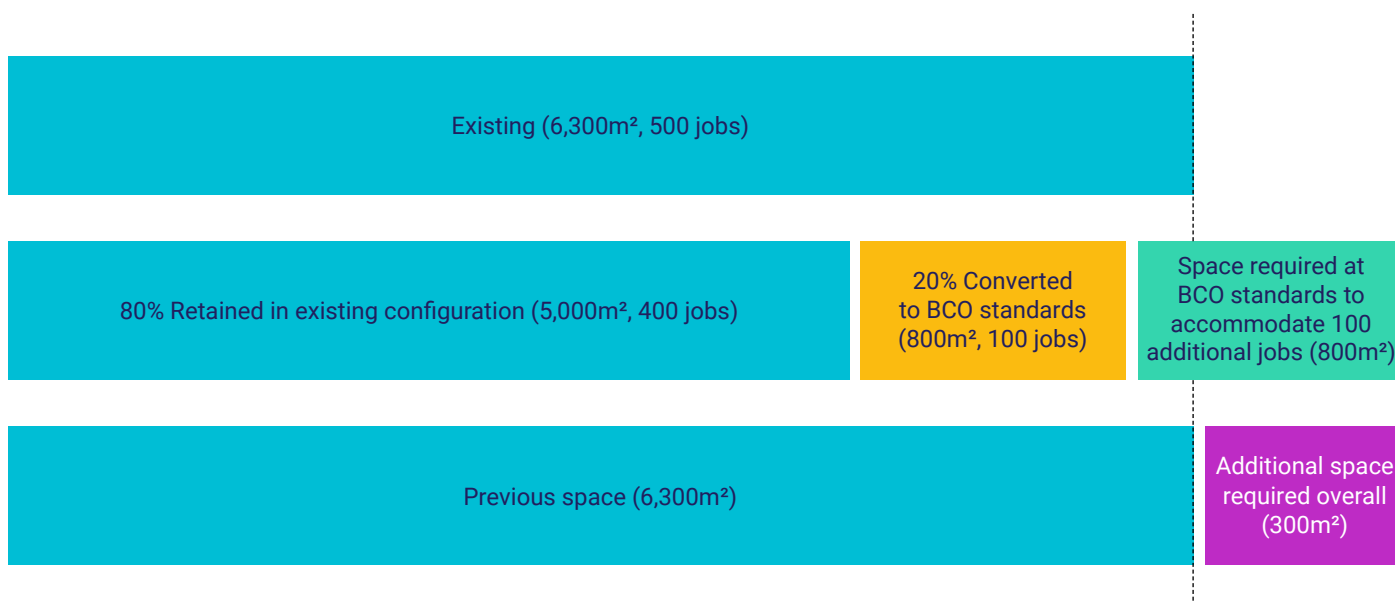 Existing (6,300m², 500 jobs)
80% Retained in existing configuration (5,000m², 400 jobs)
20% Converted
to BCO standards
(800m², 100 jobs)
Space required at
BCO standards to
accommodate 100
additional jobs (800m²)
Previous space (6,300m²)
Additional space
required overall
(300m²)